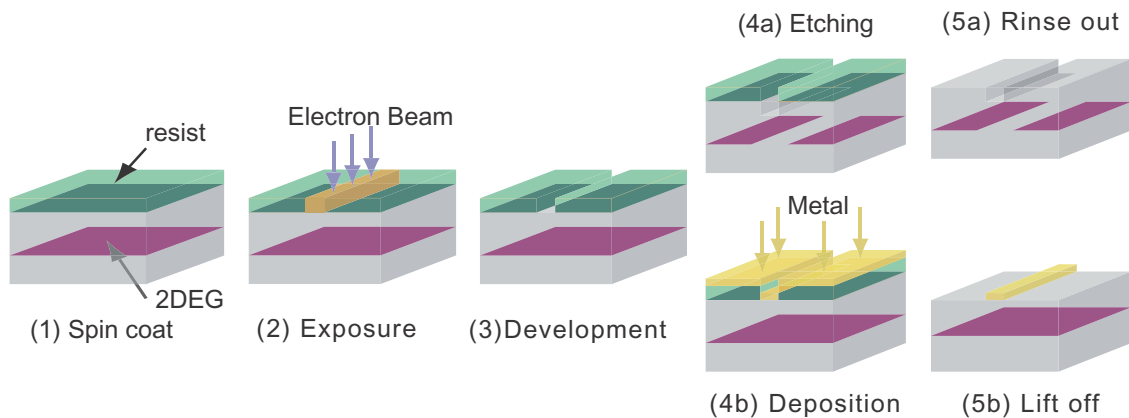 (4a) Etching
(5a) Rinse out
Electron Beam
resist
Metal
2DEG
(1) Spin coat
(2) Exposure
(3)Development
(4b) Deposition
(5b) Lift off